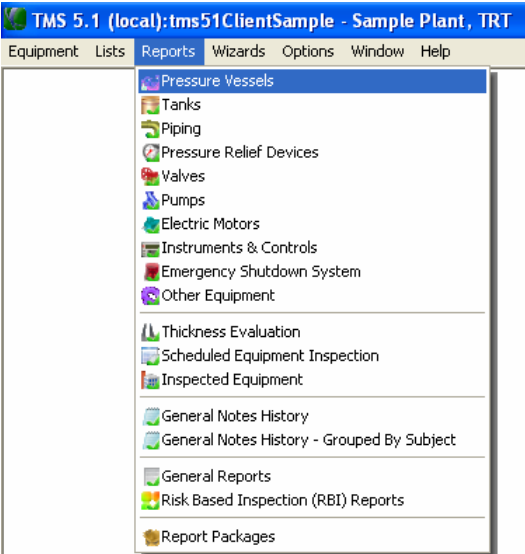 TMS 5.1 (local):tms51ClientSample - Sample Plant, TRT
Equipment Lists Reports Wizards Options Window Help
Pressure Vessels
Tanks
Piping
Pressure Relief Devices
Valves
Pumps
Electric Motors
Instruments & Controls
Emergency Shutdown System
Other Equipment
Thickness Evaluation
Scheduled Equipment Inspection
Inspected Equipment
General Notes History
General Notes History - Grouped By Subject
General Reports
Risk Based Inspection (RBI) Reports
Report Packages